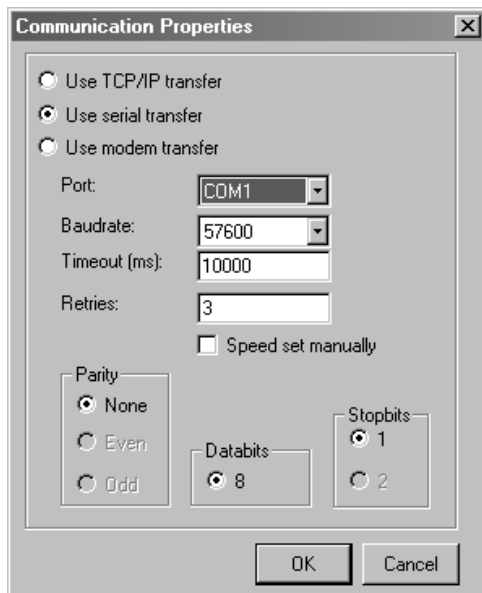 Communication Properties
Use TCP/IP transfer
Use serial transfer
Use modem transfer
Port:
COM1
Baudrate:
57600
Timeout (ms):
10000
Retries:
3
Speed set manually
Parity
None
Even
Odd
Databits
8
Stopbits
1
2
OK
Cancel